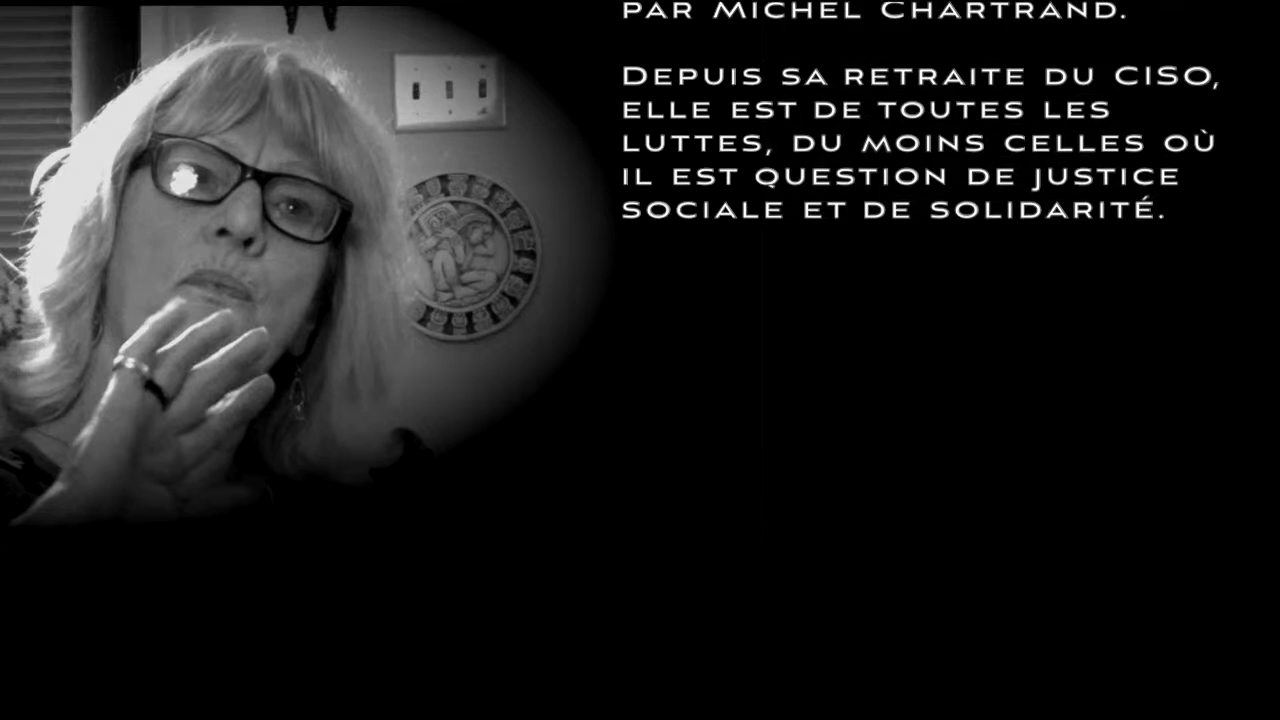 PAR MICHEL CHARTRAND.
DEPUIS SA RETRAITE DU CISO,
ELLE EST DE TOUTES LES
LUTTES, DU MOINS CELLES OÙ
IL EST QUESTION DE JUSTICE
SOCIALE ET DE SOLIDARITÉ.